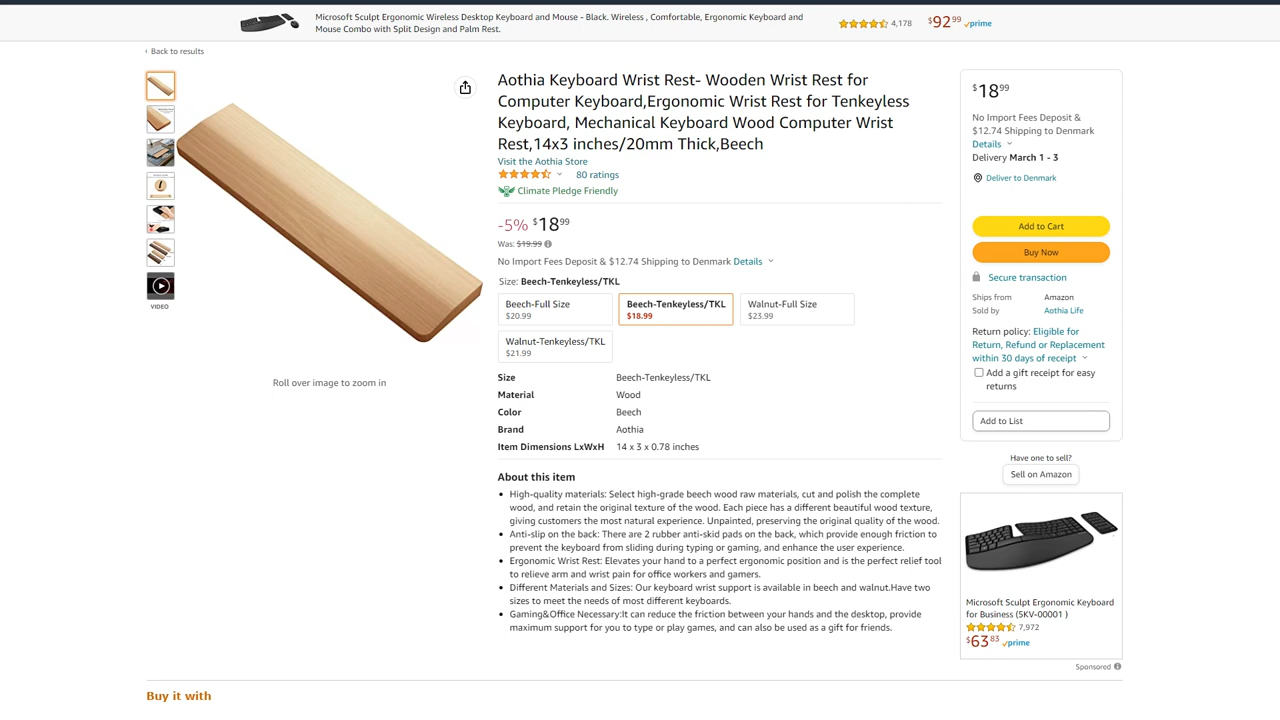 Microsoft Sculpt Ergonomic Wireless Desktop Keyboard and Mouse - Black. Wireless , Comfortable, Ergonomic Keyboard and
Mouse Combo with Split Design and Palm Rest.
4,178
$92 99 prime
‹ Back to results
VIDEO
Roll over image to zoom in
Aothia Keyboard Wrist Rest- Wooden Wrist Rest for
Computer Keyboard,Ergonomic Wrist Rest for Tenkeyless
Keyboard, Mechanical Keyboard Wood Computer Wrist
Rest,14x3 inches/20mm Thick,Beech
Visit the Aothia Store
80 ratings
Climate Pledge Friendly
-5% $18 99
Was: $19.99
No Import Fees Deposit & $12.74 Shipping to Denmark Details
Size: Beech-Tenkeyless/TKL
Beech-Full Size
$20.99
Beech-Tenkeyless/TKL
$18.99
Walnut-Full Size
$23.99
Walnut-Tenkeyless/TKL
$21.99
Size Beech-Tenkeyless/TKL
Material Wood
Color Beech
Brand Aothia
Item Dimensions LxWxH 14 x 3 x 0.78 inches
About this item
• High-quality materials: Select high-grade beech wood raw materials, cut and polish the complete
wood, and retain the original texture of the wood. Each piece has a different beautiful wood texture,
giving customers the most natural experience. Unpainted, preserving the original quality of the wood.
• Anti-slip on the back: There are 2 rubber anti-skid pads on the back, which provide enough friction to
prevent the keyboard from sliding during typing or gaming, and enhance the user experience.
• Ergonomic Wrist Rest: Elevates your hand to a perfect ergonomic position and is the perfect relief tool
to relieve arm and wrist pain for office workers and gamers.
• Different Materials and Sizes: Our keyboard wrist support is available in beech and walnut.Have two
sizes to meet the needs of most different keyboards.
• Gaming&Office Necessary:It can reduce the friction between your hands and the desktop, provide
maximum support for you to type or play games, and can also be used as a gift for friends.
$18 99
No Import Fees Deposit &
$12.74 Shipping to Denmark
Details
Delivery March 1 - 3
Deliver to Denmark
Add to Cart
Buy Now
Secure transaction
Ships from Amazon
Sold by Aothia Life
Return policy: Eligible for
Return, Refund or Replacement
within 30 days of receipt
Add a gift receipt for easy
returns
Add to List
Have one to sell?
Sell on Amazon
Microsoft Sculpt Ergonomic Keyboard
for Business (5KV-00001 )
7,972
$63 83 prime
Sponsored
Buy it with